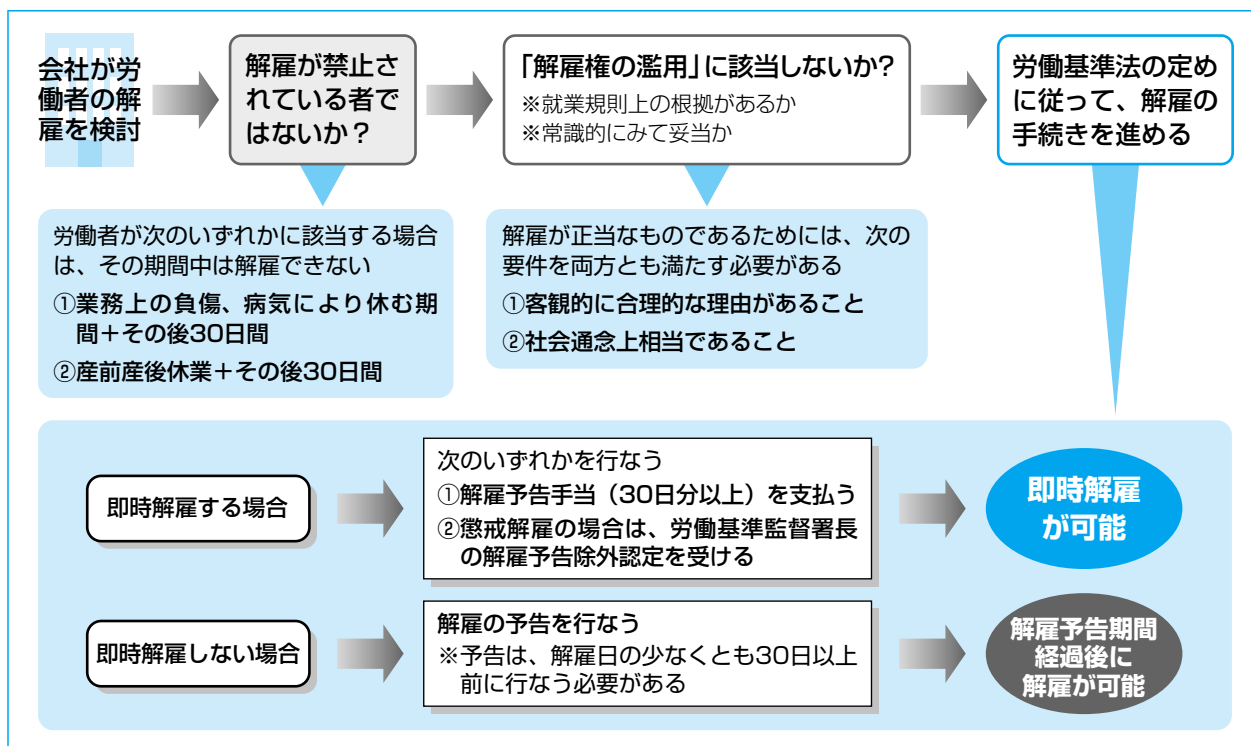 会社が労
働者の解
雇を検討
解雇が禁止さ
れている者で
はないか？
「解雇権の濫用」に該当しないか？
※就業規則上の根拠があるか
※常識的にみて妥当か
労働基準法の定め
に従って、解雇の
手続きを進める
労働者が次のいずれかに該当する場合
は、その期間中は解雇できない
①業務上の負傷、病気により休む期
間＋その後30日間
②産前産後休業＋その後30日間
解雇が正当なものであるためには、次の
要件を両方とも満たす必要がある
①客観的に合理的な理由があること
②社会通念上相当であること
即時解雇する場合
次のいずれかを行なう
①解雇予告手当（30日分以上）を支払う
②懲戒解雇の場合は、労働基準監督署長
の解雇予告除外認定を受ける
即時解雇
が可能
即時解雇しない場合
解雇の予告を行なう
※予告は、解雇日の少なくとも30日以上
前に行なう必要がある
解雇予告期間
経過後に
解雇が可能